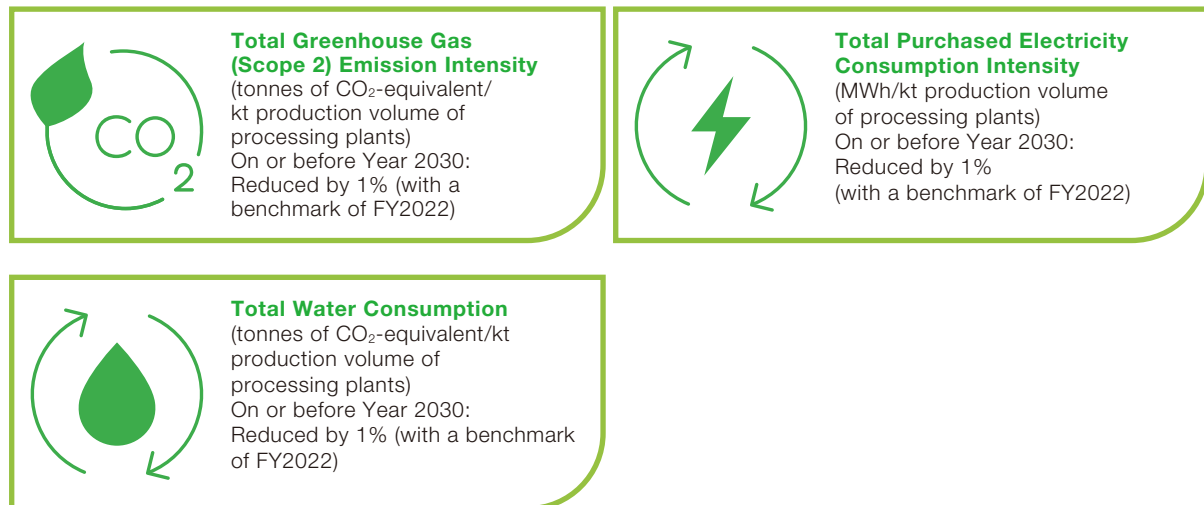 CO₂
Total Greenhouse Gas
(Scope 2) Emission Intensity
(tonnes of CO₂-equivalent/
kt production volume of
processing plants)
On or before Year 2030:
Reduced by 1% (with a
benchmark of FY2022)
Total Purchased Electricity
Consumption Intensity
(MWh/kt production volume
of processing plants)
On or before Year 2030:
Reduced by 1%
(with a benchmark of FY2022)
Total Water Consumption
(tonnes of CO₂-equivalent/kt
production volume of
processing plants)
On or before Year 2030:
Reduced by 1% (with a benchmark
of FY2022)